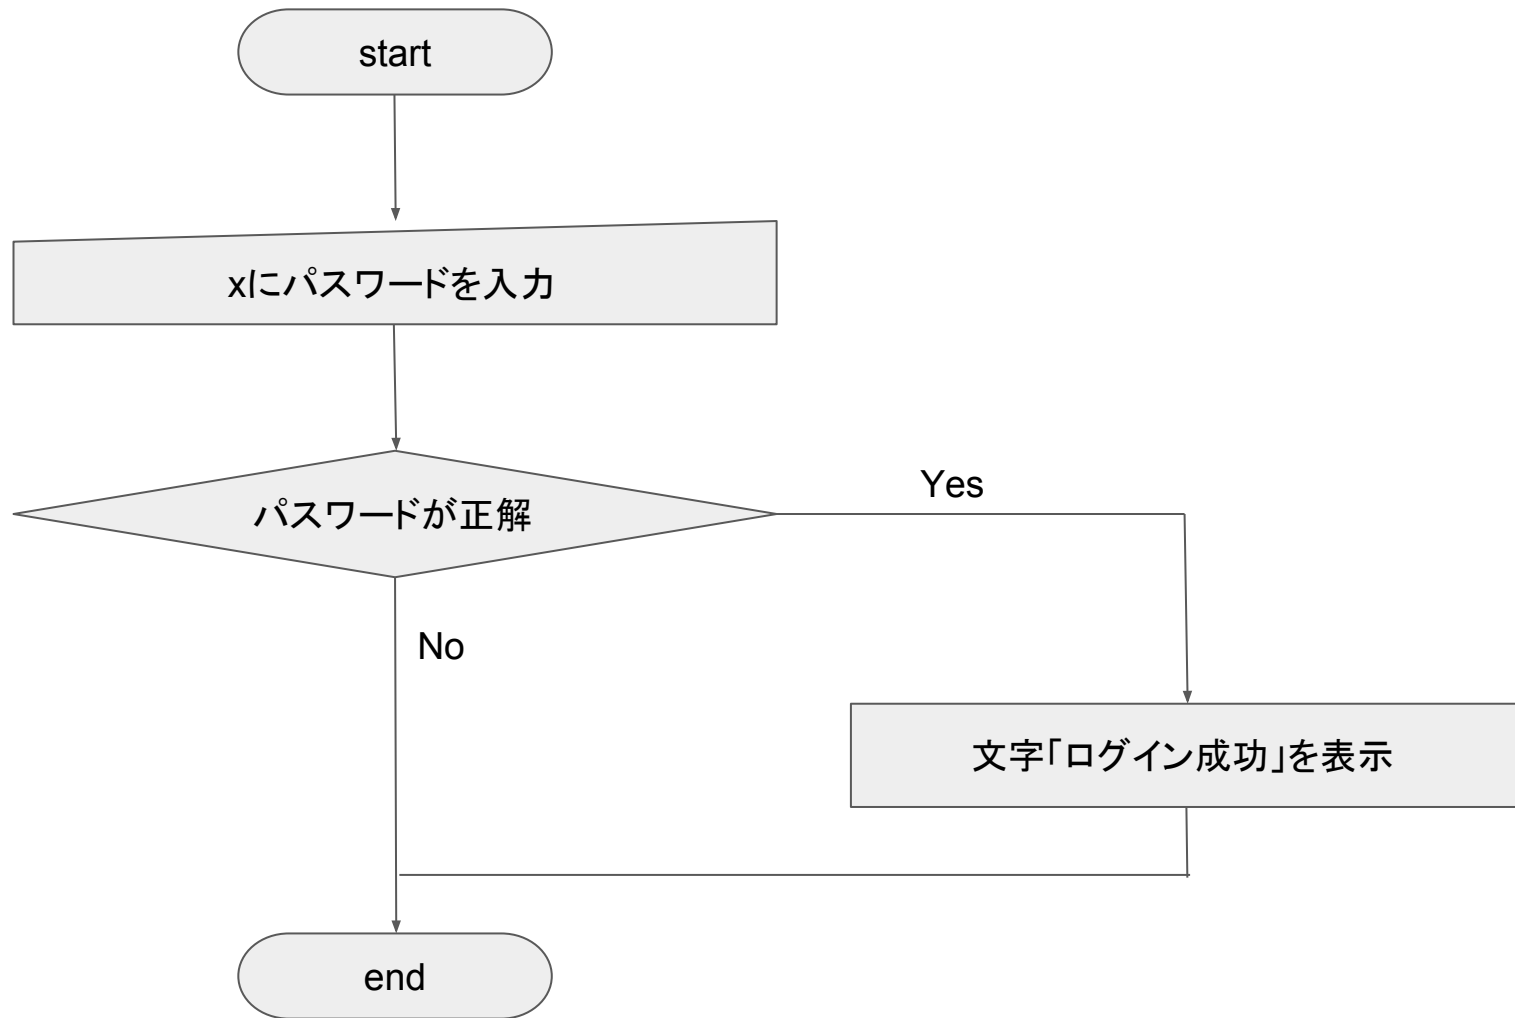 start
xにパスワードを入力
パスワードが正解
Yes
No
文字「ログイン成功」を表示
end